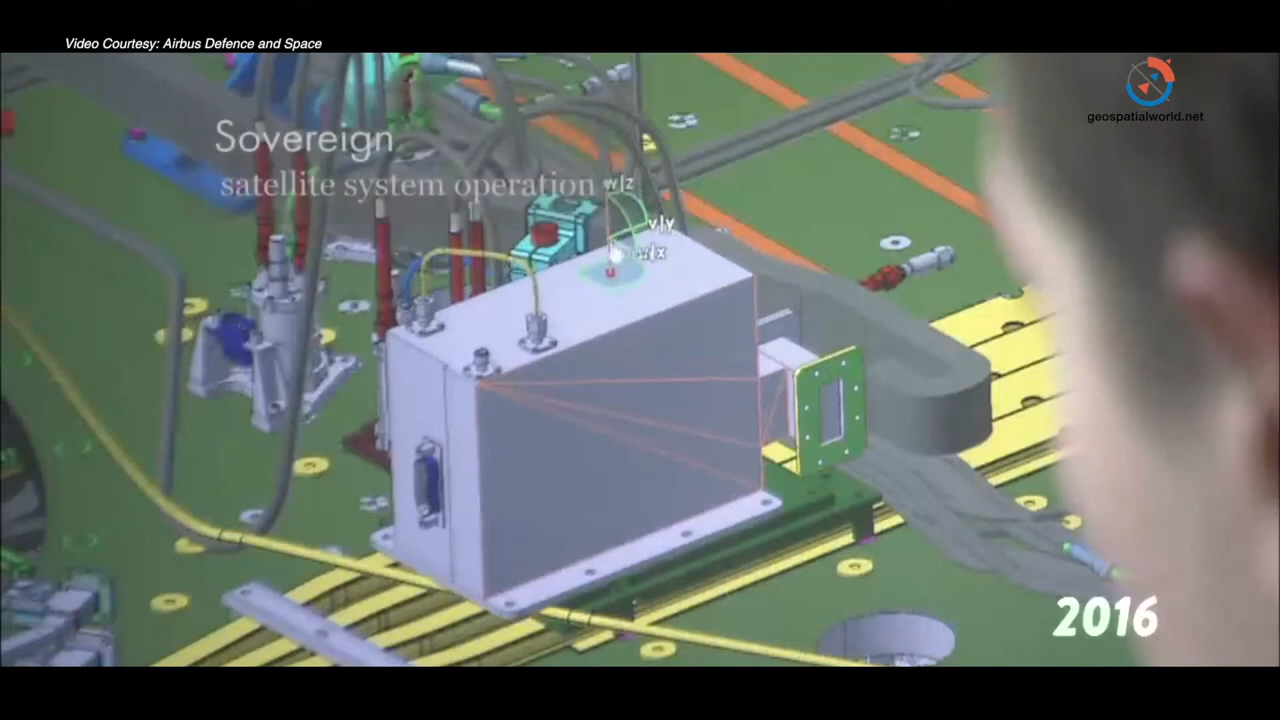 Video Courtesy: Airbus Defence and Space
geospatialworld.net
Sovereign
satellite system operation
w|z
v|y
u|x
2016